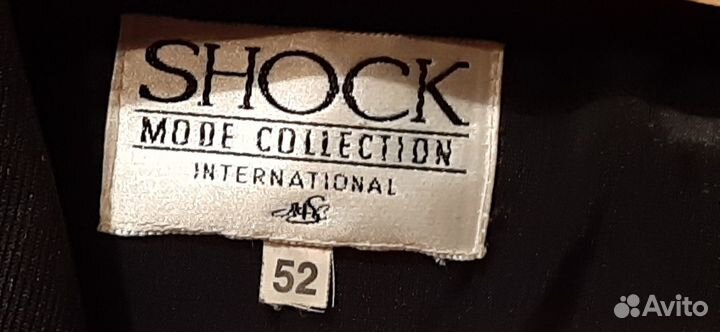 SHOCK
MODE COLLECTION
INTERNATIONAL
52
Avito